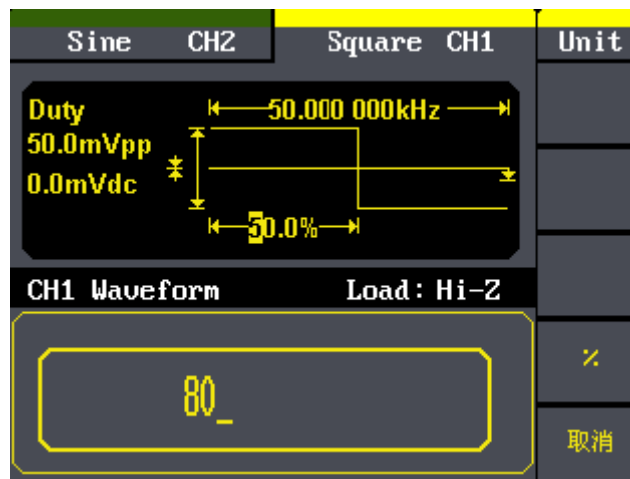 Sine CH2 Square CH1 Unit
Duty 50.000 000kHz
50.0mVpp
0.0mVdc
50.0%
CH1 Waveform Load: Hi-Z
80_
%
取消